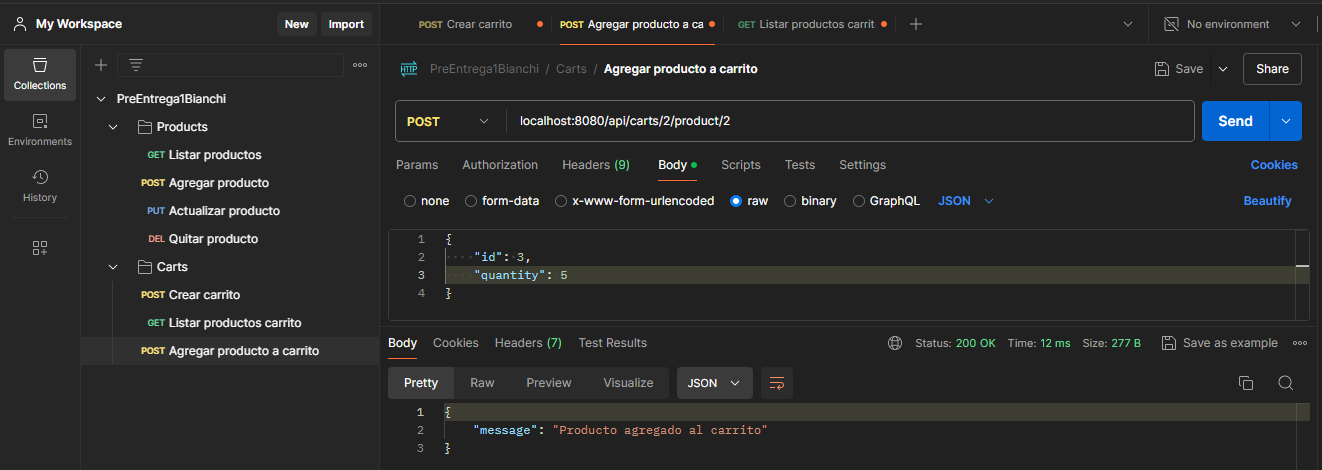 My Workspace
New
Import
POST Crear carrito
POST Agregar producto a ca
GET Listar productos carrit
No environment
Collections
Environments
History
PreEntrega1Bianchi
Products
GET Listar productos
POST Agregar producto
PUT Actualizar producto
DEL Quitar producto
Carts
POST Crear carrito
GET Listar productos carrito
POST Agregar producto a carrito
HTTP PreEntrega1Bianchi / Carts / Agregar producto a carrito
Save
Share
POST localhost:8080/api/carts/2/product/2
Send
Params Authorization Headers (9) Body Scripts Tests Settings Cookies
none form-data x-www-form-urlencoded raw binary GraphQL JSON Beautify
1 {
2 "id": 3,
3 "quantity": 5
4 }
Body Cookies Headers (7) Test Results Status: 200 OK Time: 12 ms Size: 277 B Save as example
Pretty Raw Preview Visualize JSON
1 {
2 "message": "Producto agregado al carrito"
3 }